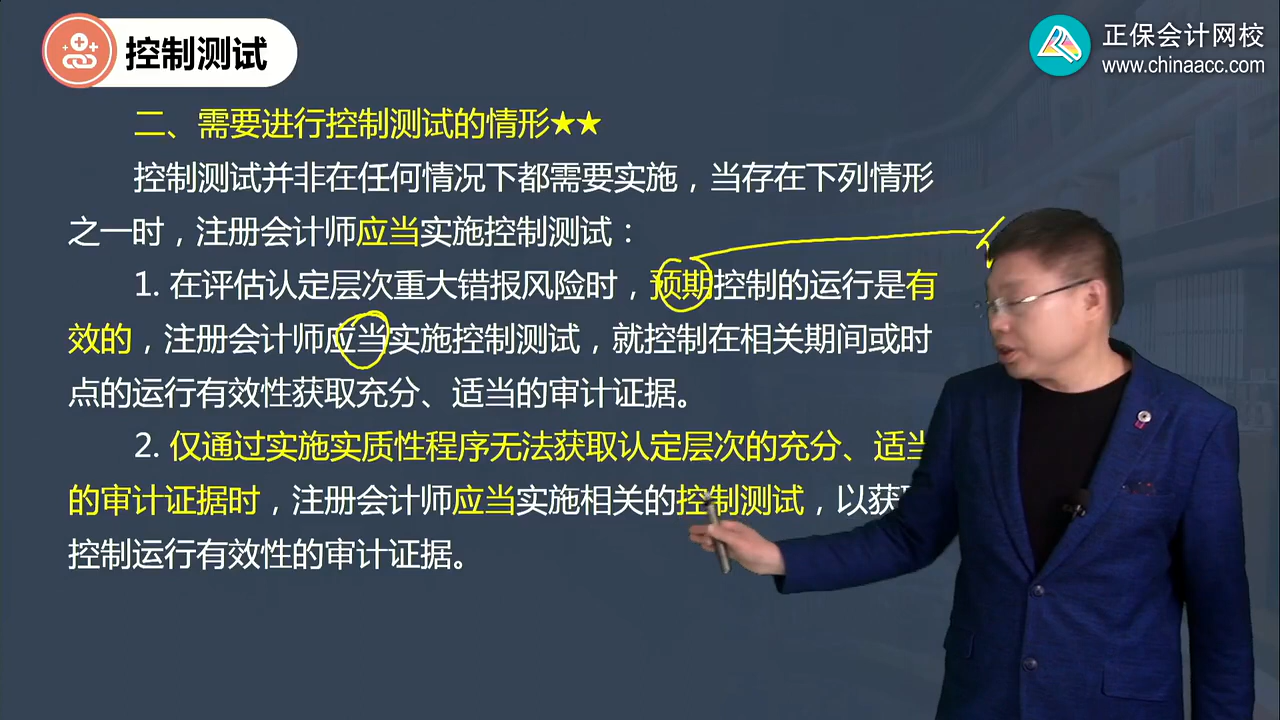 控制测试
正保会计网校
www.chinaacc.com
二、需要进行控制测试的情形★★
控制测试并非在任何情况下都需要实施，当存在下列情形
之一时，注册会计师应当实施控制测试：
1. 在评估认定层次重大错报风险时，预期控制的运行是有
效的，注册会计师应当实施控制测试，就控制在相关期间或时
点的运行有效性获取充分、适当的审计证据。
2. 仅通过实施实质性程序无法获取认定层次的充分、适当
的审计证据时，注册会计师应当实施相关的控制测试，以获取
控制运行有效性的审计证据。